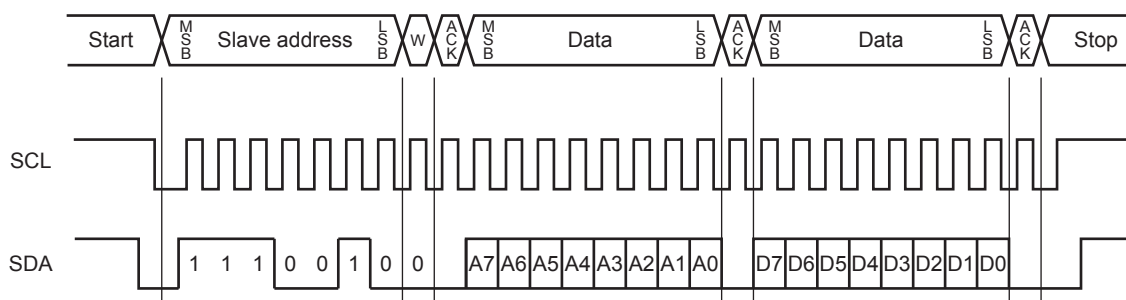 Start MSB Slave address LSB W ACK MSB Data LSB ACK MSB Data LSB ACK Stop
SCL
SDA 1 1 1 0 0 1 0 0 A7 A6 A5 A4 A3 A2 A1 A0 D7 D6 D5 D4 D3 D2 D1 D0